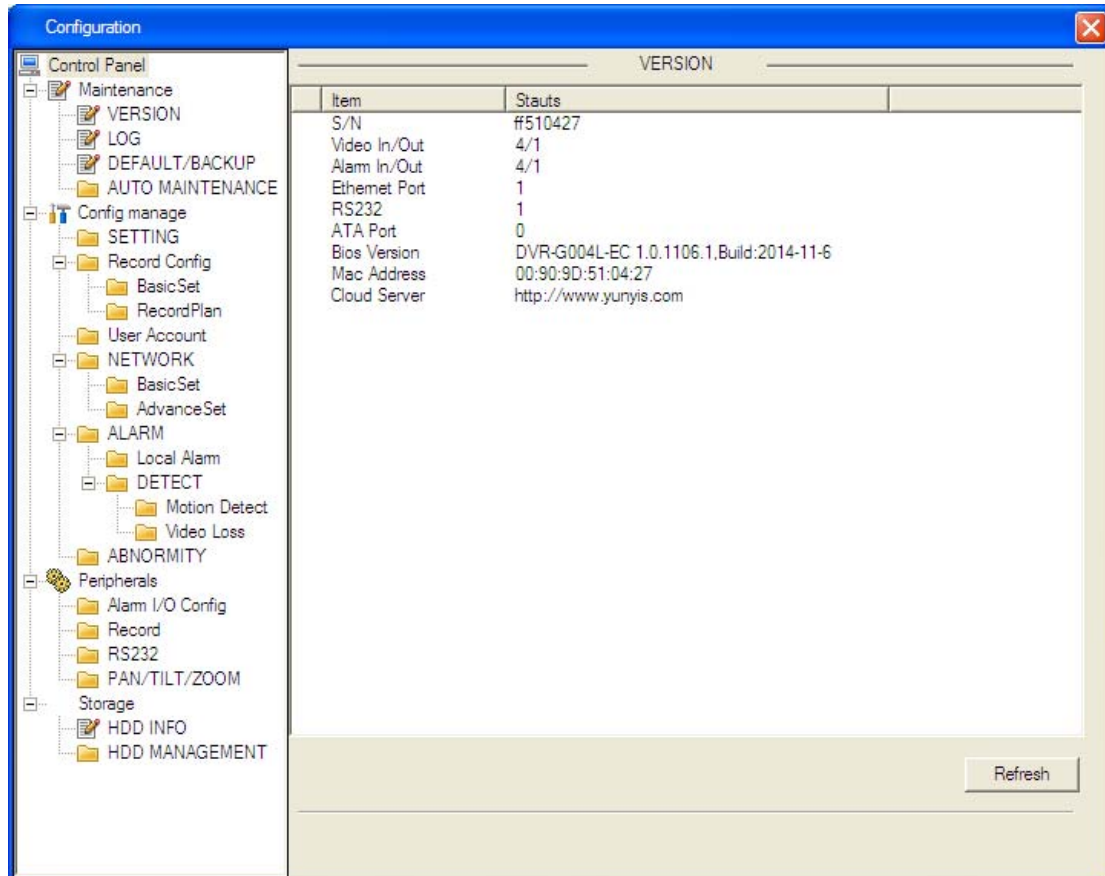 Configuration
Control Panel
Maintenance
VERSION
LOG
DEFAULT/BACKUP
AUTO MAINTENANCE
Config manage
SETTING
Record Config
BasicSet
RecordPlan
User Account
NETWORK
BasicSet
AdvanceSet
ALARM
Local Alarm
DETECT
Motion Detect
Video Loss
ABNORMITY
Peripherals
Alarm I/O Config
Record
RS232
PAN/TILT/ZOOM
Storage
HDD INFO
HDD MANAGEMENT
VERSION
Item Stauts
S/N ff510427
Video In/Out 4/1
Alarm In/Out 4/1
Ethernet Port 1
RS232 1
ATA Port 0
Bios Version DVR-G004L-EC 1.0.1106.1,Build:2014-11-6
Mac Address 00:90:9D:51:04:27
Cloud Server http://www.yunyis.com
Refresh